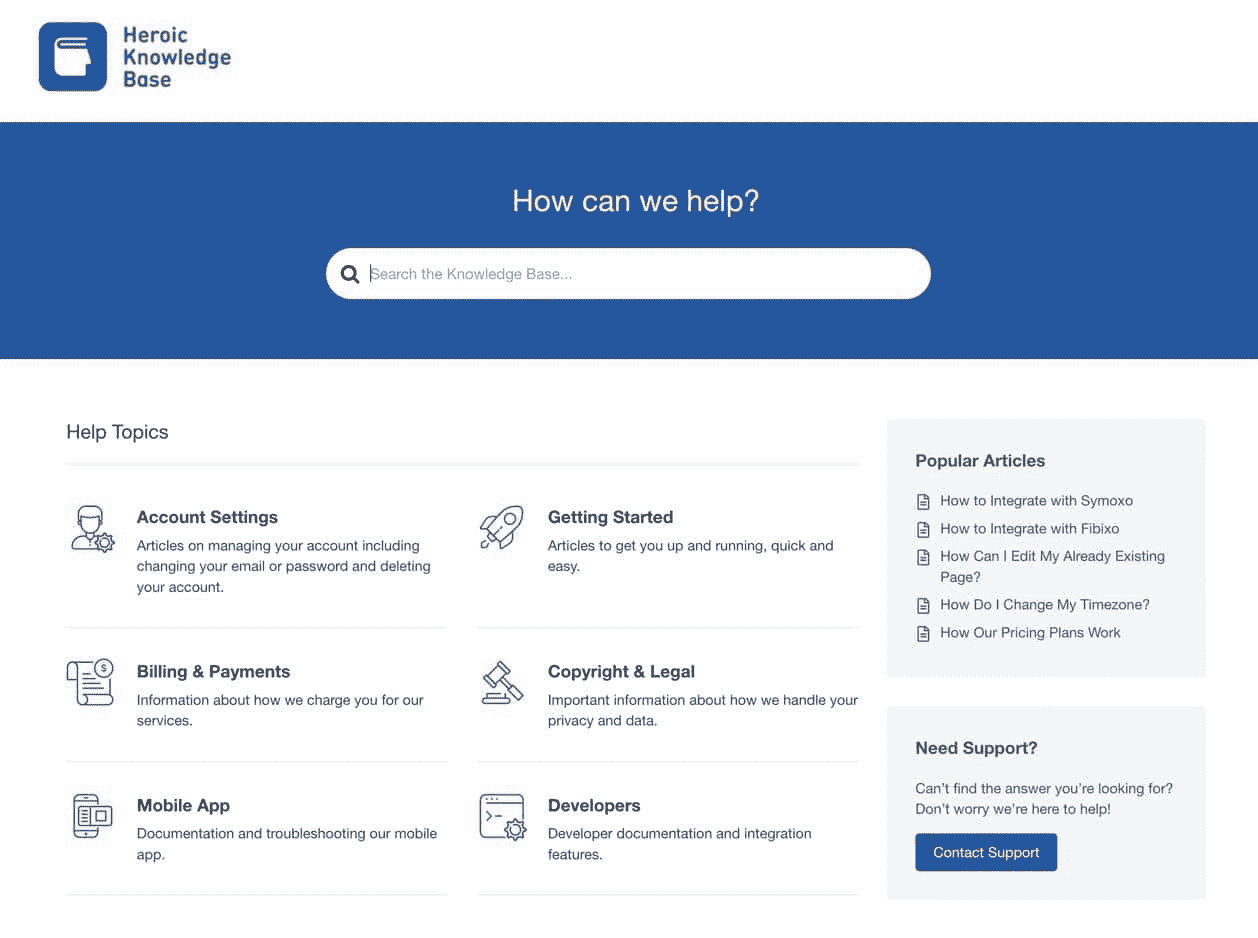 Heroic
Knowledge
Base
How can we help?
Search the Knowledge Base...
Help Topics
Account Settings
Articles on managing your account including
changing your email or password and deleting
your account.
Getting Started
Articles to get you up and running, quick and
easy.
$
Billing & Payments
Information about how we charge you for our
services.
Copyright & Legal
Important information about how we handle your
privacy and data.
Mobile App
Documentation and troubleshooting our mobile
app.
Developers
Developer documentation and integration
features.
Popular Articles
How to Integrate with Symoxo
How to Integrate with Fibixo
How Can I Edit My Already Existing
Page?
How Do I Change My Timezone?
How Our Pricing Plans Work
Need Support?
Can’t find the answer you’re looking for?
Don’t worry we’re here to help!
Contact Support